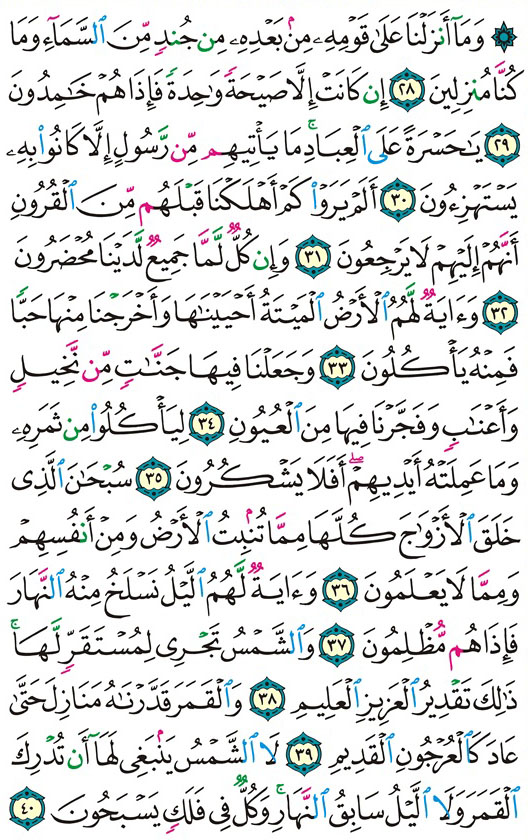 ۞ وَمَآ أَنزَلْنَا عَلَىٰ قَوْمِهِۦ مِنۢ بَعْدِهِۦ مِن جُندٍ مِّنَ ٱلسَّمَآءِ وَمَا
كُنَّا مُنزِلِينَ ٢٨ إِن كَانَتْ إِلَّا صَيْحَةً وَٰحِدَةً فَإِذَا هُمْ خَـٰمِدُونَ
٢٩ يَـٰحَسْرَةً عَلَى ٱلْعِبَادِ ۚ مَا يَأْتِيهِم مِّن رَّسُولٍ إِلَّا كَانُوا۟ بِهِۦ
يَسْتَهْزِءُونَ ٣٠ أَلَمْ يَرَوْا۟ كَمْ أَهْلَكْنَا قَبْلَهُم مِّنَ ٱلْقُرُونِ
أَنَّهُمْ إِلَيْهِمْ لَا يَرْجِعُونَ ٣١ وَإِن كُلٌّ لَّمَّا جَمِيعٌ لَّدَيْنَا مُحْضَرُونَ
٣٢ وَءَايَةٌ لَّهُمُ ٱلْأَرْضُ ٱلْمَيْتَةُ أَحْيَيْنَـٰهَا وَأَخْرَجْنَا مِنْهَا حَبًّا
فَمِنْهُ يَأْكُلُونَ ٣٣ وَجَعَلْنَا فِيهَا جَنَّـٰتٍ مِّن نَّخِيلٍ
وَأَعْنَـٰبٍ وَفَجَّرْنَا فِيهَا مِنَ ٱلْعُيُونِ ٣٤ لِيَأْكُلُوا۟ مِن ثَمَرِهِۦ
وَمَا عَمِلَتْهُ أَيْدِيهِمْ ۖ أَفَلَا يَشْكُرُونَ ٣٥ سُبْحَـٰنَ ٱلَّذِى
خَلَقَ ٱلْأَزْوَٰجَ كُلَّهَا مِمَّا تُنۢبِتُ ٱلْأَرْضُ وَمِنْ أَنفُسِهِمْ
وَمِمَّا لَا يَعْلَمُونَ ٣٦ وَءَايَةٌ لَّهُمُ ٱلَّيْلُ نَسْلَخُ مِنْهُ ٱلنَّهَارَ
فَإِذَا هُم مُّظْلِمُونَ ٣٧ وَٱلشَّمْسُ تَجْرِى لِمُسْتَقَرٍّ لَّهَا ۚ
ذَٰلِكَ تَقْدِيرُ ٱلْعَزِيزِ ٱلْعَلِيمِ ٣٨ وَٱلْقَمَرَ قَدَّرْنَـٰهُ مَنَازِلَ حَتَّىٰ
عَادَ كَٱلْعُرْجُونِ ٱلْقَدِيمِ ٣٩ لَا ٱلشَّمْسُ يَنۢبَغِى لَهَآ أَن تُدْرِكَ
ٱلْقَمَرَ وَلَا ٱلَّيْلُ سَابِقُ ٱلنَّهَارِ ۚ وَكُلٌّ فِى فَلَكٍ يَسْبَحُونَ ٤٠